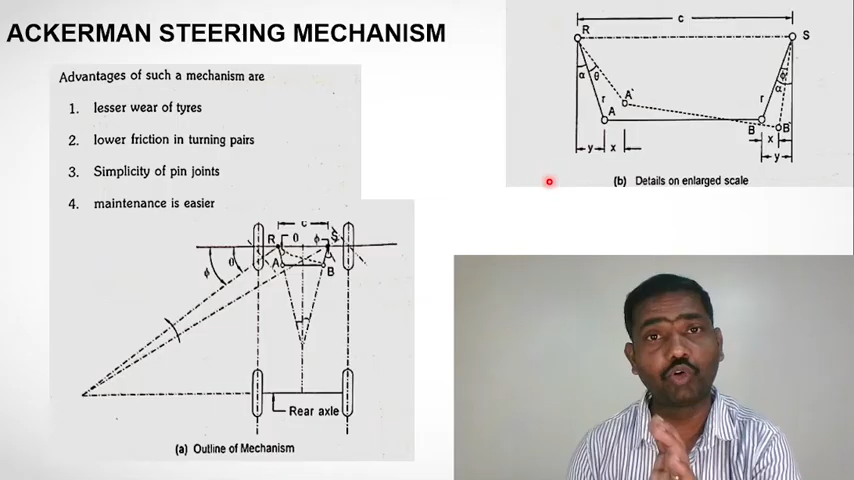 ACKERMAN STEERING MECHANISM
Advantages of such a mechanism are
1. lesser wear of tyres
2. lower friction in turning pairs
3. Simplicity of pin joints
4. maintenance is easier
c
R θ ϕ S
A B
ϕ θ
Rear axle
(a) Outline of Mechanism
c
R S
α θ ϕ α
r A' r
A B B'
y x x
y
(b) Details on enlarged scale